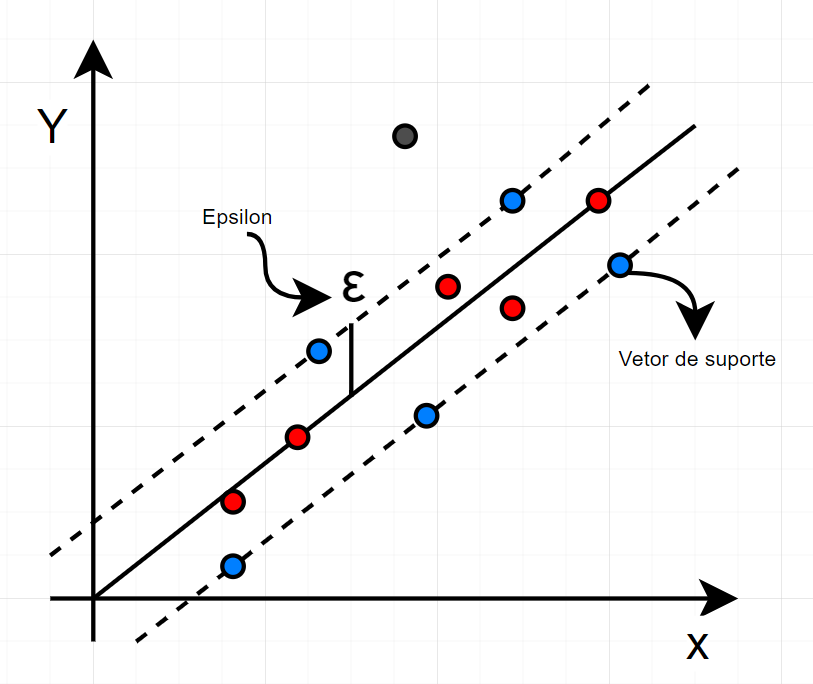 Y
Epsilon
ε
Vetor de suporte
x